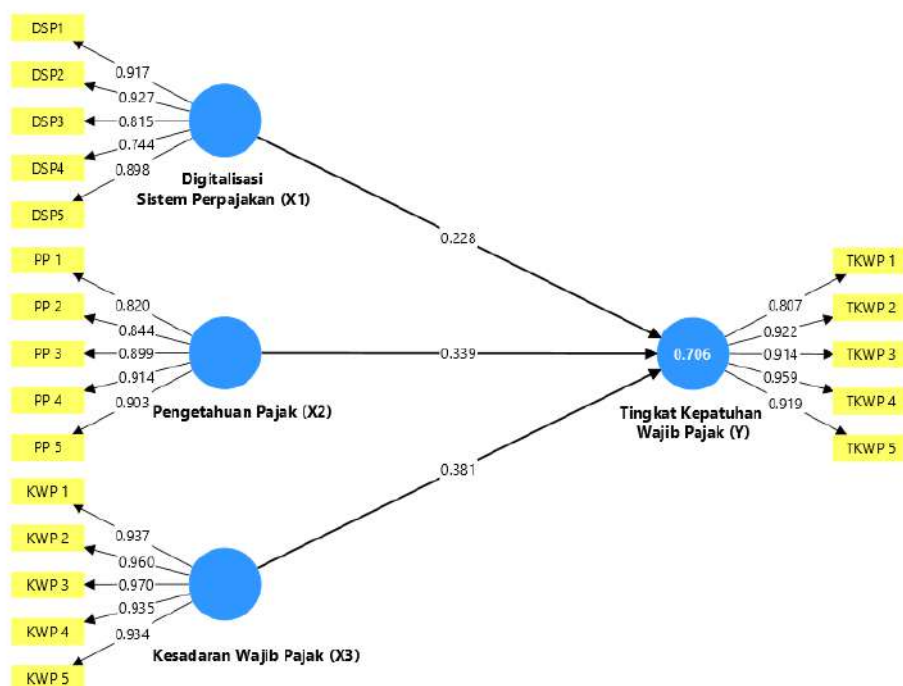 DSP1
0.917
DSP2
0.927
DSP3
0.815
DSP4
0.744
DSP5
0.898
Digitalisasi
Sistem Perpajakan (X1)
0.228
PP 1
0.820
PP 2
0.844
PP 3
0.899
PP 4
0.914
PP 5
0.903
Pengetahuan Pajak (X2)
0.339
KWP 1
0.937
KWP 2
0.960
KWP 3
0.970
KWP 4
0.935
KWP 5
0.934
Kesadaran Wajib Pajak (X3)
0.381
0.706
Tingkat Kepatuhan
Wajib Pajak (Y)
TKWP 1
0.807
TKWP 2
0.922
TKWP 3
0.914
TKWP 4
0.959
TKWP 5
0.919